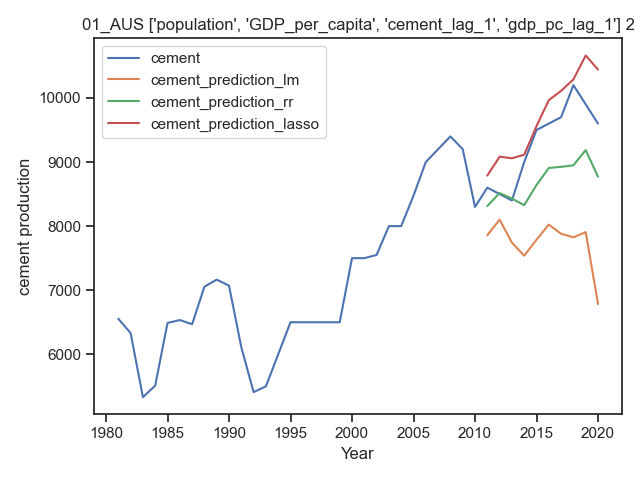 01_AUS ['population', 'GDP_per_capita', 'cement_lag_1', 'gdp_pc_lag_1'] 2
cement
cement_prediction_lm
cement_prediction_rr
cement_prediction_lasso
cement production
10000
9000
8000
7000
6000
1980 1985 1990 1995 2000 2005 2010 2015 2020
Year